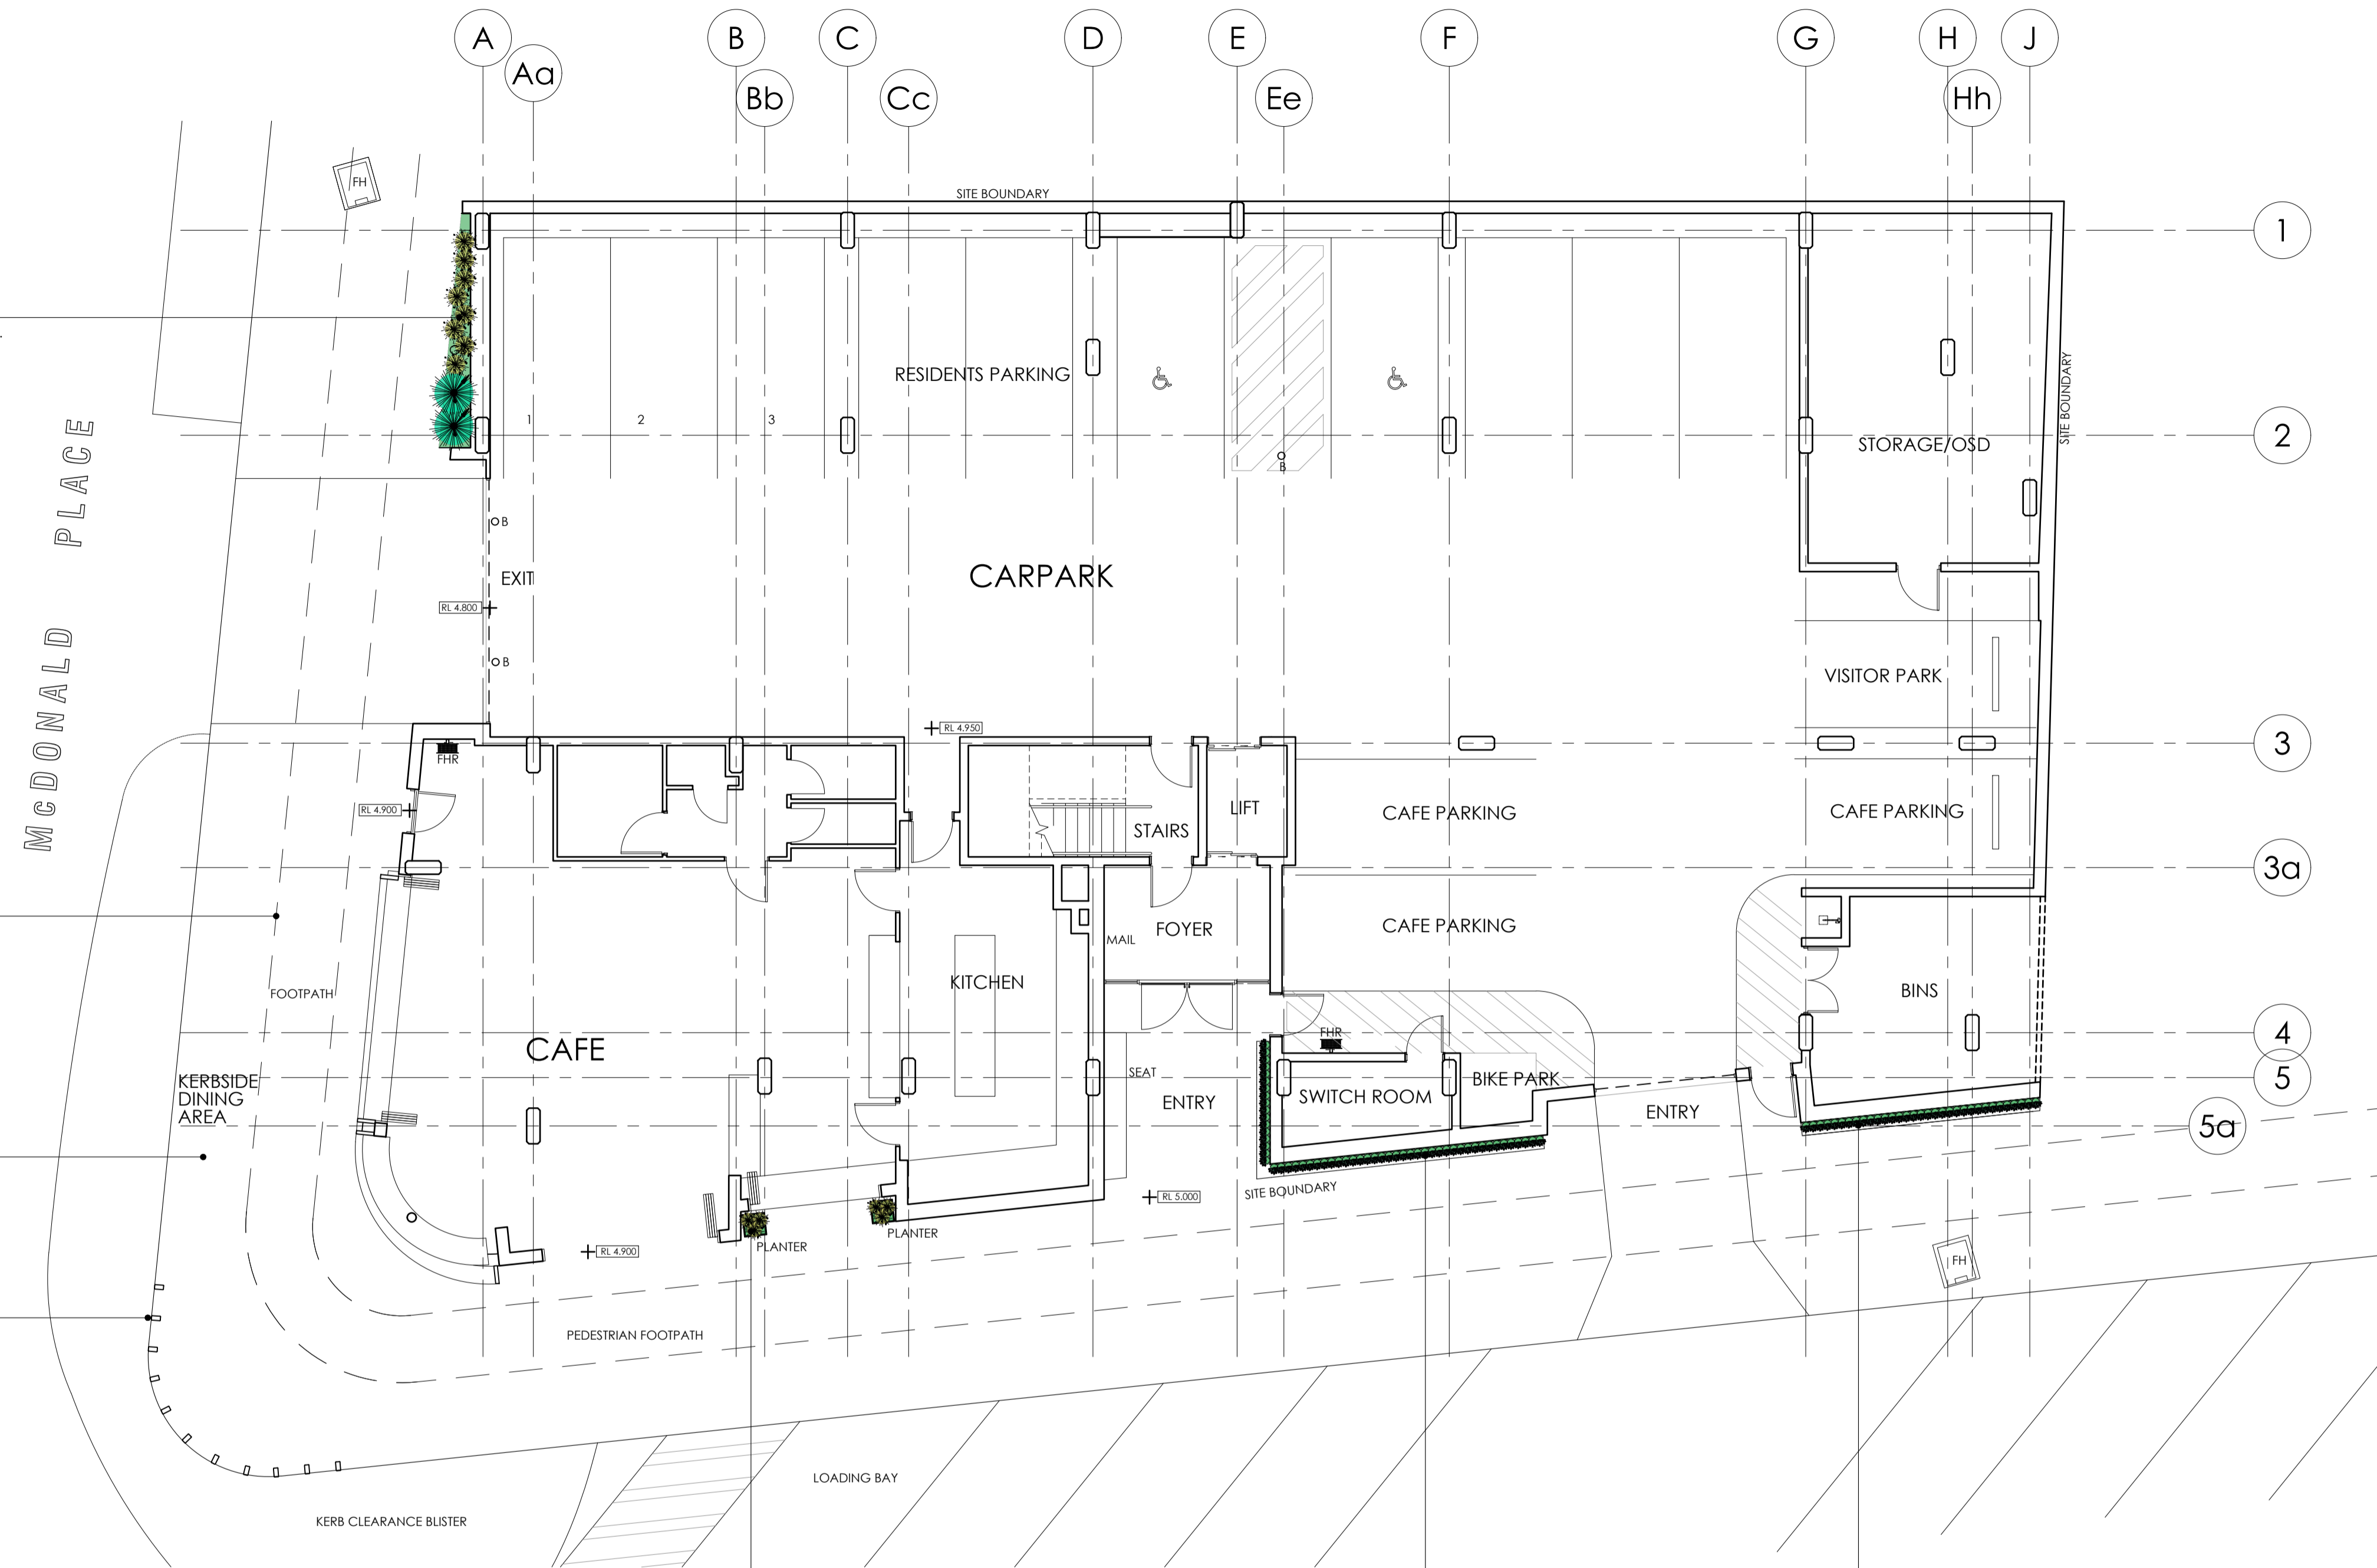 A
Aa
B
Bb
C
Cc
D
E
Ee
F
G
H
Hh
J
FH
SITE BOUNDARY
1
RESIDENTS PARKING
1
2
3
B
2
STORAGE/OSD
SITE BOUNDARY
McDONALD PLACE
B
EXIT
CARPARK
RL 4.800
B
VISITOR PARK
RL 4.950
3
FHR
RL 4.900
STAIRS
LIFT
CAFE PARKING
CAFE PARKING
3a
MAIL
FOYER
CAFE PARKING
KITCHEN
BINS
FOOTPATH
CAFE
FHR
4
KERBSIDE
DINING
AREA
SEAT
ENTRY
SWITCH ROOM
BIKE PARK
ENTRY
5
5a
RL 5.000
SITE BOUNDARY
PLANTER
PLANTER
RL 4.900
FH
PEDESTRIAN FOOTPATH
LOADING BAY
KERB CLEARANCE BLISTER